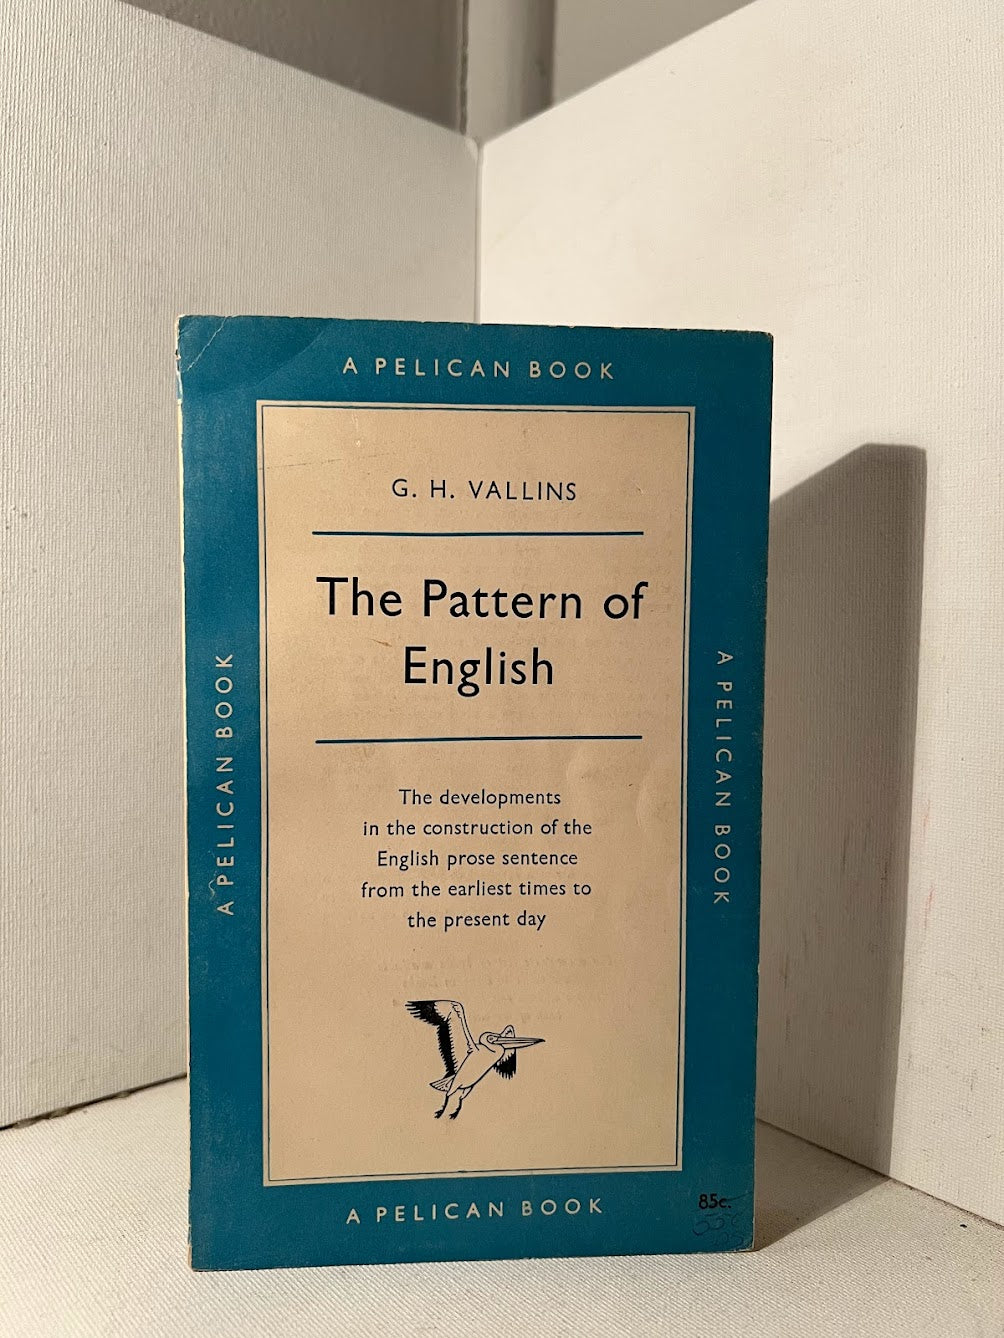 A PELICAN BOOK
G. H. VALLINS
The Pattern of
English
The developments
in the construction of the
English prose sentence
from the earliest times to
the present day
A PELICAN BOOK
A PELICAN BOOK
A PELICAN BOOK
85c.